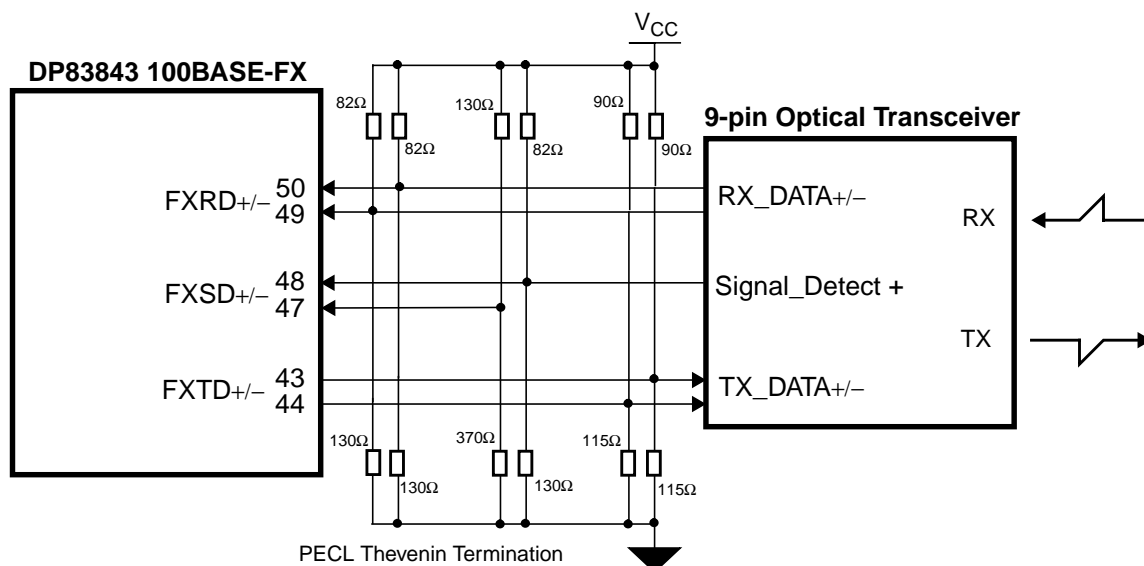 V_CC
DP83843 100BASE-FX
9-pin Optical Transceiver
82Ω
82Ω
130Ω
82Ω
90Ω
90Ω
FXRD+/− 50
49
FXSD+/− 48
47
FXTD+/− 43
44
RX_DATA+/−
Signal_Detect +
TX_DATA+/−
RX
TX
130Ω
130Ω
370Ω
130Ω
115Ω
115Ω
PECL Thevenin Termination